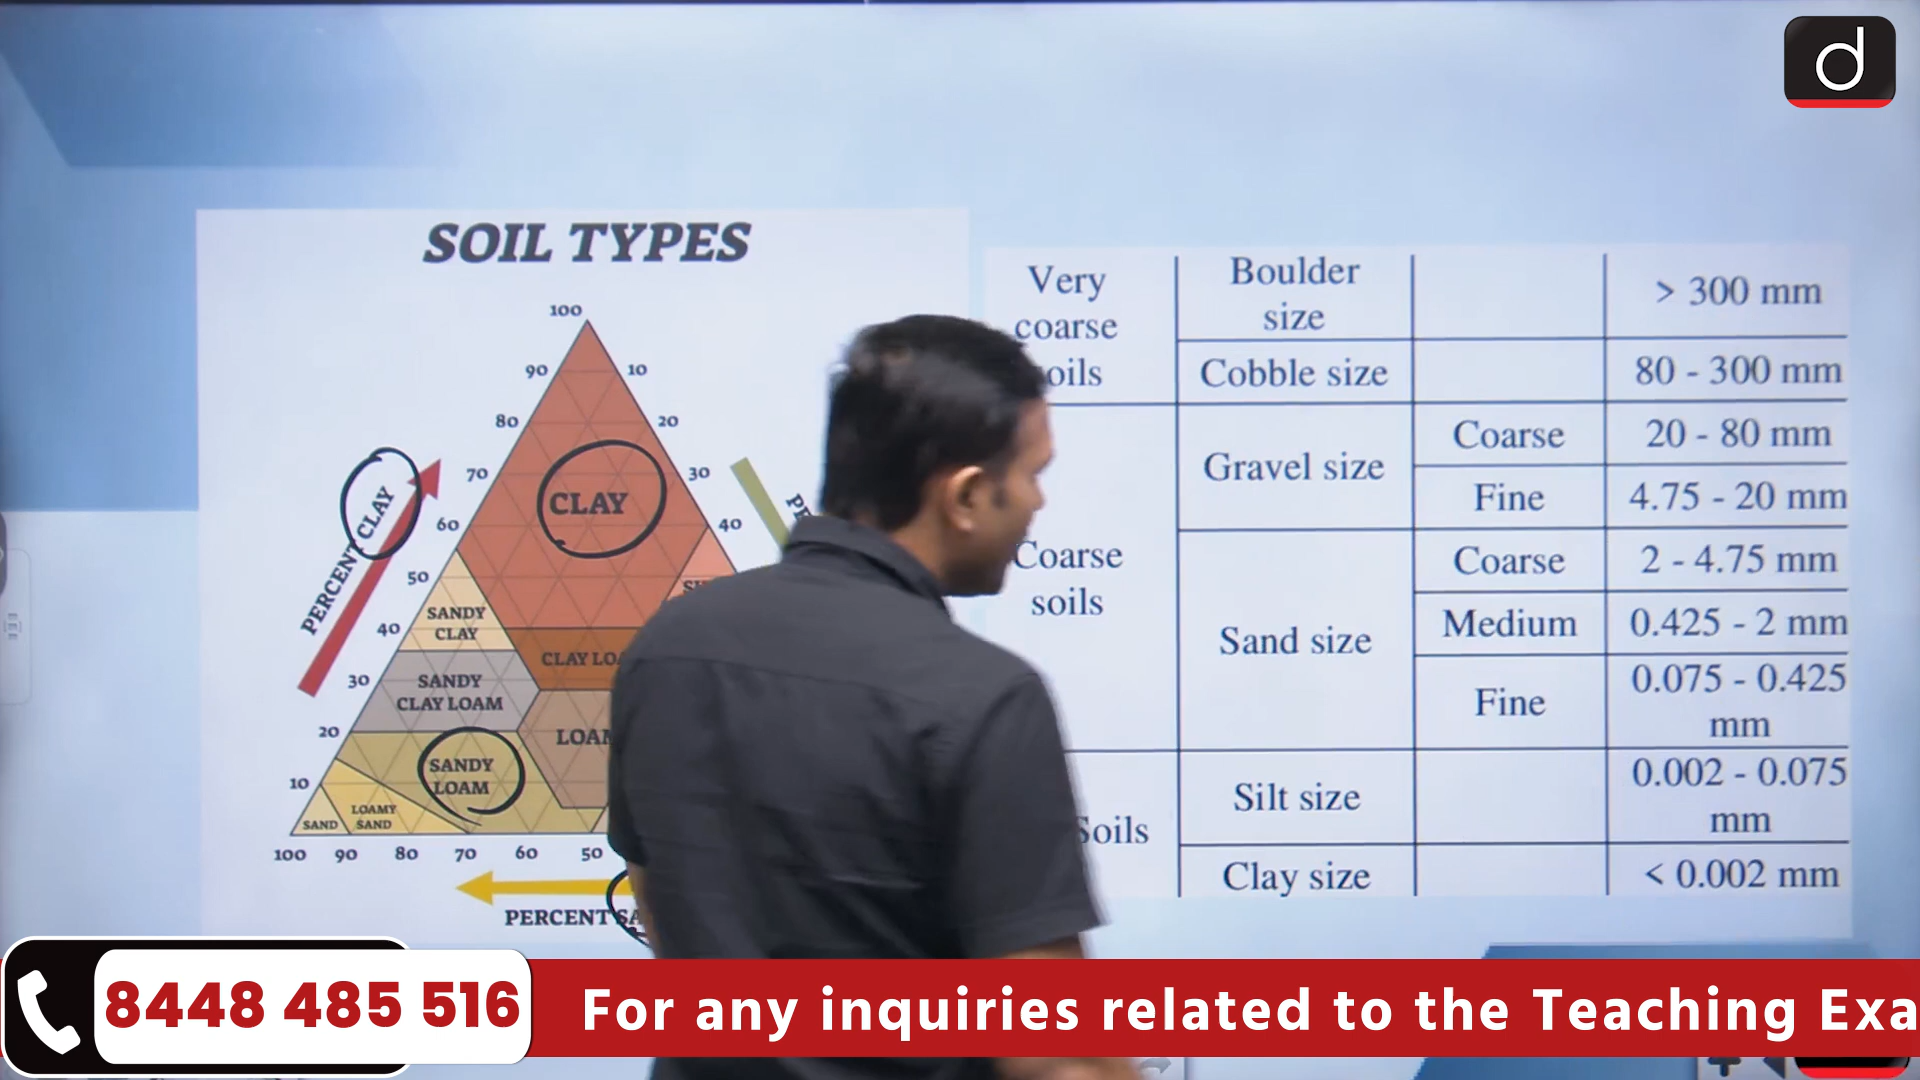 d
SOIL TYPES
100
90
10
80
20
70
30
60
40
50
40
30
20
10
PERCENT CLAY
CLAY
SANDY
CLAY
SANDY
CLAY LOAM
SANDY
LOAM
LOAMY
SAND
SAND
100 90 80 70 60 50
PERCENT
Very
coarse
Boulder
size
> 300 mm
Cobble size
80 - 300 mm
Coarse
soils
Gravel size
Coarse
20 - 80 mm
Fine
4.75 - 20 mm
Sand size
Coarse
2 - 4.75 mm
Medium
0.425 - 2 mm
Fine
0.075 - 0.425
mm
Soils
Silt size
0.002 - 0.075
mm
Clay size
< 0.002 mm
8448 485 516
For any inquiries related to the Teaching Exa